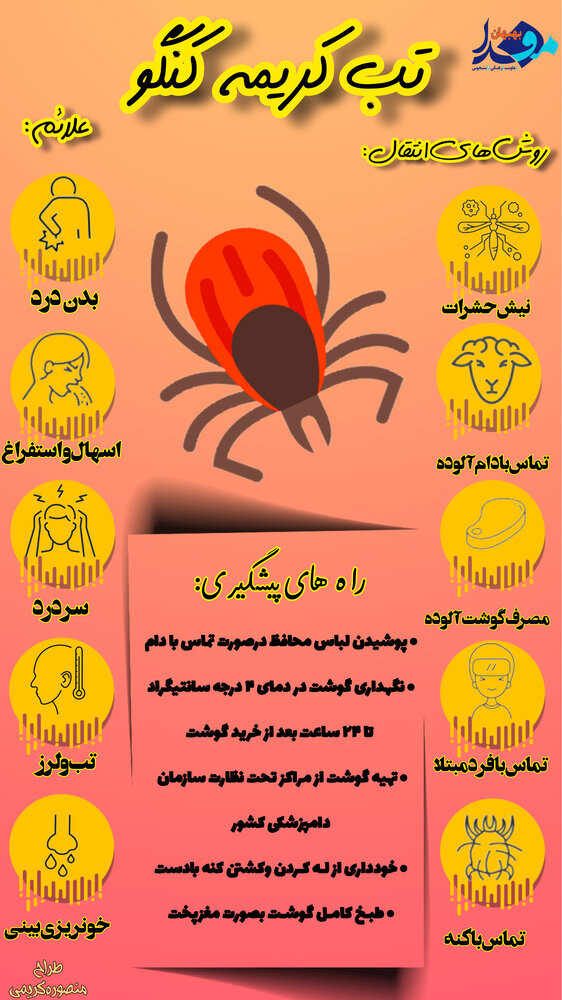 بهبهان
تب کریمه کنگو
روش های انتقال:
نیش حشرات
تماس با دام آلوده
مصرف گوشت آلوده
تماس با فرد مبتلا
تماس با کنه
علائم:
بدن درد
اسهال و استفراغ
سردرد
تب و لرز
خونریزی بینی
راه های پیشگیری:
• پوشیدن لباس محافظ درصورت تماس با دام
• نگهداری گوشت در دمای ۴ درجه سانتیگراد
تا ۲۴ ساعت بعد از خرید گوشت
• تهیه گوشت از مراکز تحت نظارت سازمان
دامپزشکی کشور
• خودداری از له کردن وکشتن کنه بادست
• طبخ کامل گوشت بصورت مغزپخت
طراح
منصوره کریمی